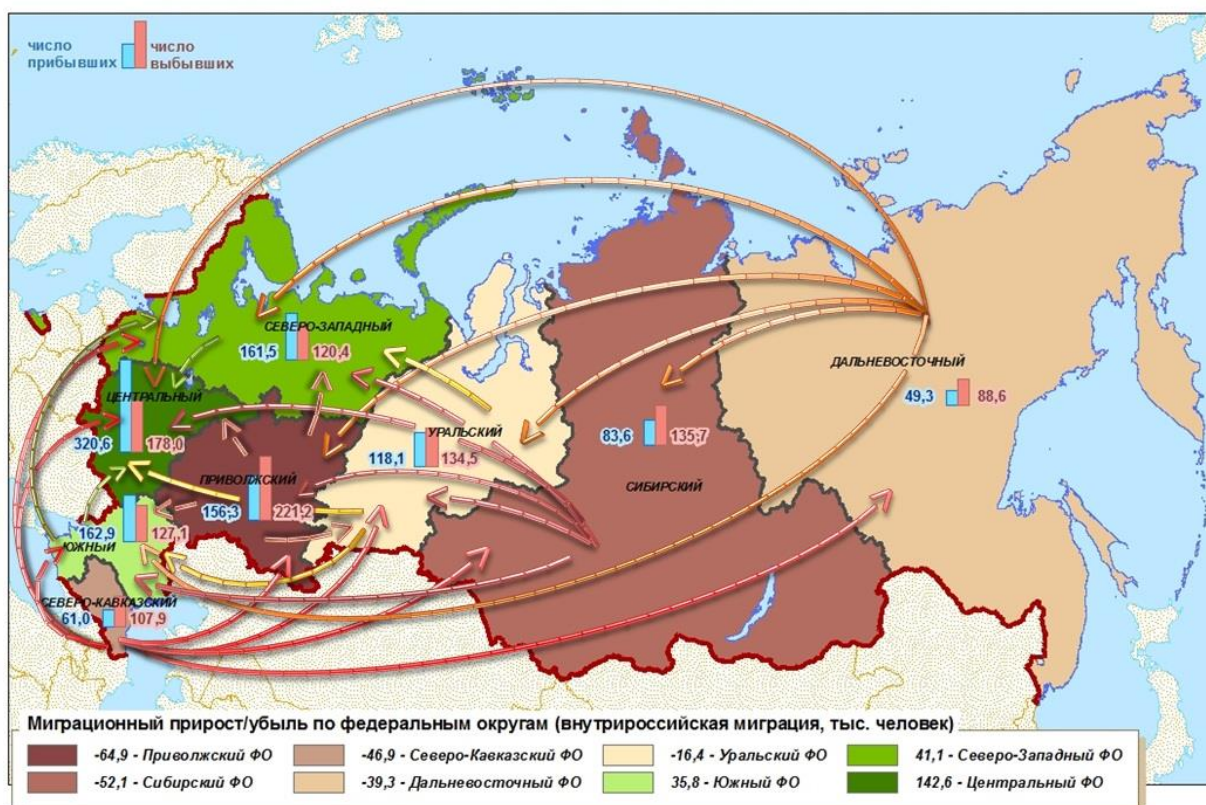 число
прибывших
число
выбывших
СЕВЕРО-ЗАПАДНЫЙ
161,5 120,4
ДАЛЬНЕВОСТОЧНЫЙ
49,3 88,6
ЦЕНТРАЛЬНЫЙ
320,6 178,0
УРАЛЬСКИЙ
118,1 134,5
83,6 135,7
СИБИРСКИЙ
ПРИВОЛЖСКИЙ
156,3 221,2
162,9 127,1
ЮЖНЫЙ
СЕВЕРО-КАВКАЗСКИЙ
61,0 107,9
Миграционный прирост/убыль по федеральным округам (внутрироссийская миграция, тыс. человек)
-64,9 - Приволжский ФО -46,9 - Северо-Кавказский ФО -16,4 - Уральский ФО 41,1 - Северо-Западный ФО
-52,1 - Сибирский ФО -39,3 - Дальневосточный ФО 35,8 - Южный ФО 142,6 - Центральный ФО